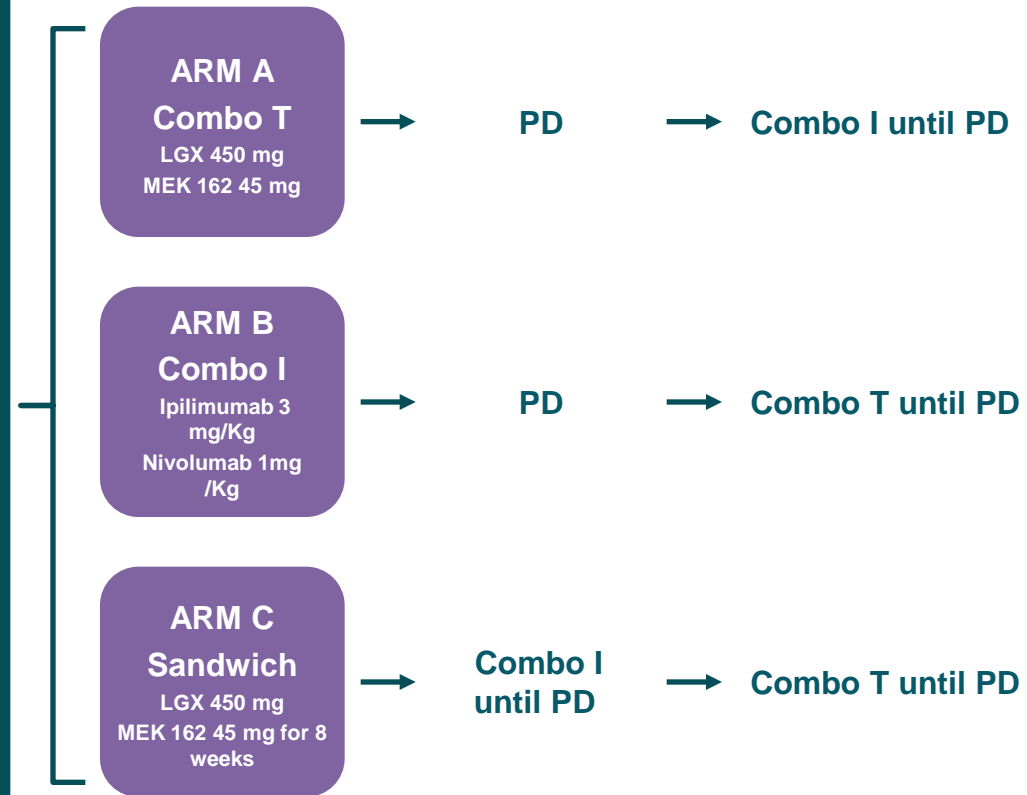 ARM A
Combo T
LGX 450 mg
MEK 162 45 mg
PD
Combo I until PD
ARM B
Combo I
Ipilimumab 3
mg/Kg
Nivolumab 1mg
/Kg
PD
Combo T until PD
ARM C
Sandwich
LGX 450 mg
MEK 162 45 mg for 8
weeks
Combo I
until PD
Combo T until PD